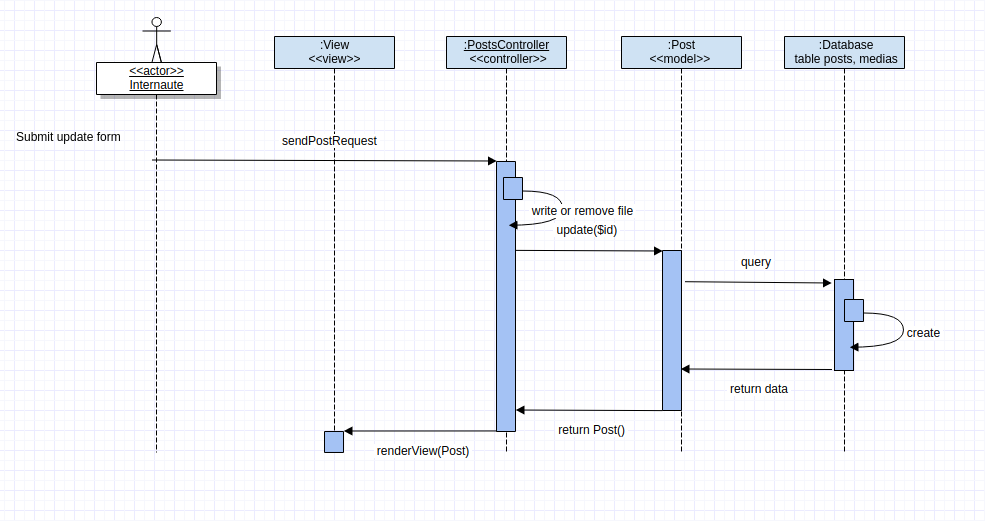 :View
<<view>>
:PostsController
<<controller>>
:Post
<<model>>
:Database
table posts, medias
<<actor>>
Internaute
Submit update form
sendPostRequest
write or remove file
update($id)
query
create
return data
return Post()
renderView(Post)